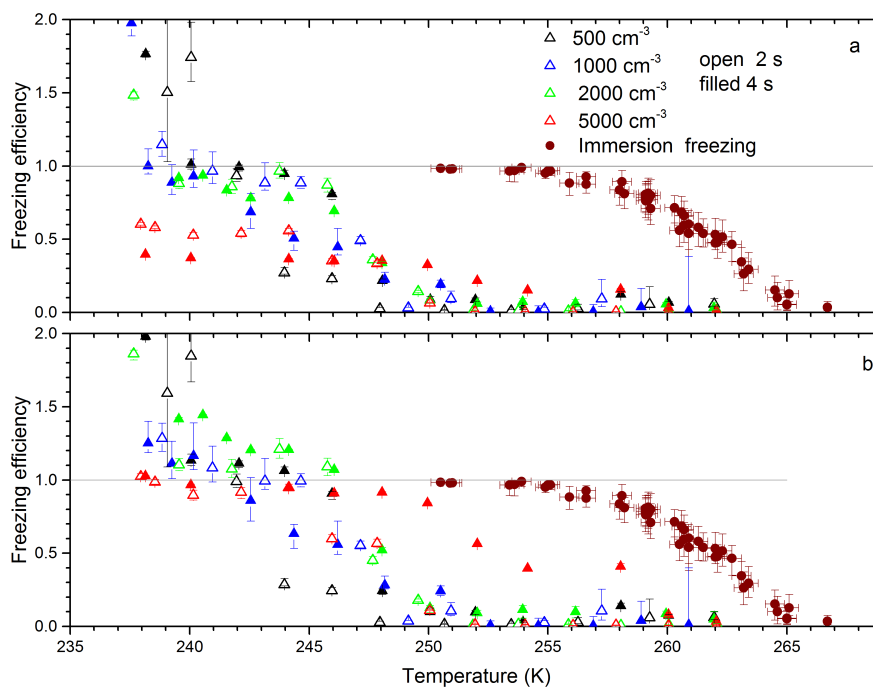 2.0
1.5
1.0
0.5
0.0
Freezing efficiency
500 cm-3
1000 cm-3
2000 cm-3
5000 cm-3
Immersion freezing
open 2 s
filled 4 s
a
2.0
1.5
1.0
0.5
0.0
Freezing efficiency
b
235 240 245 250 255 260 265
Temperature (K)